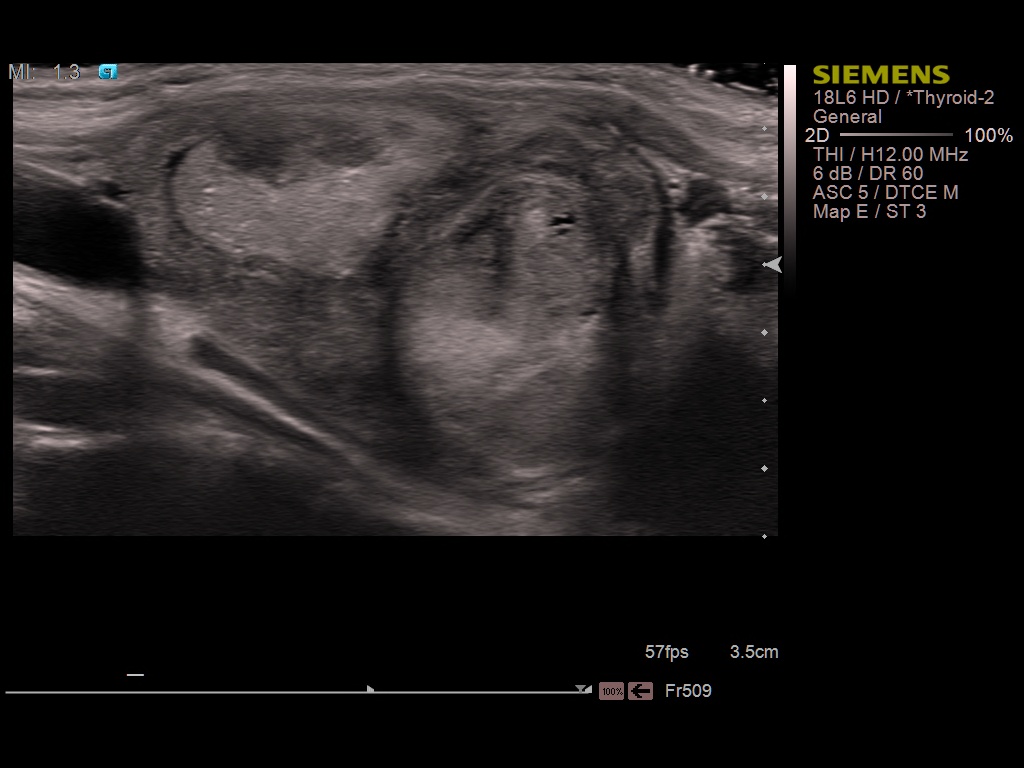 MI: 1.3
SIEMENS
18L6 HD / *Thyroid-2
General
2D 100%
THI / H12.00 MHz
6 dB / DR 60
ASC 5 / DTCE M
Map E / ST 3
57fps 3.5cm
100% Fr509